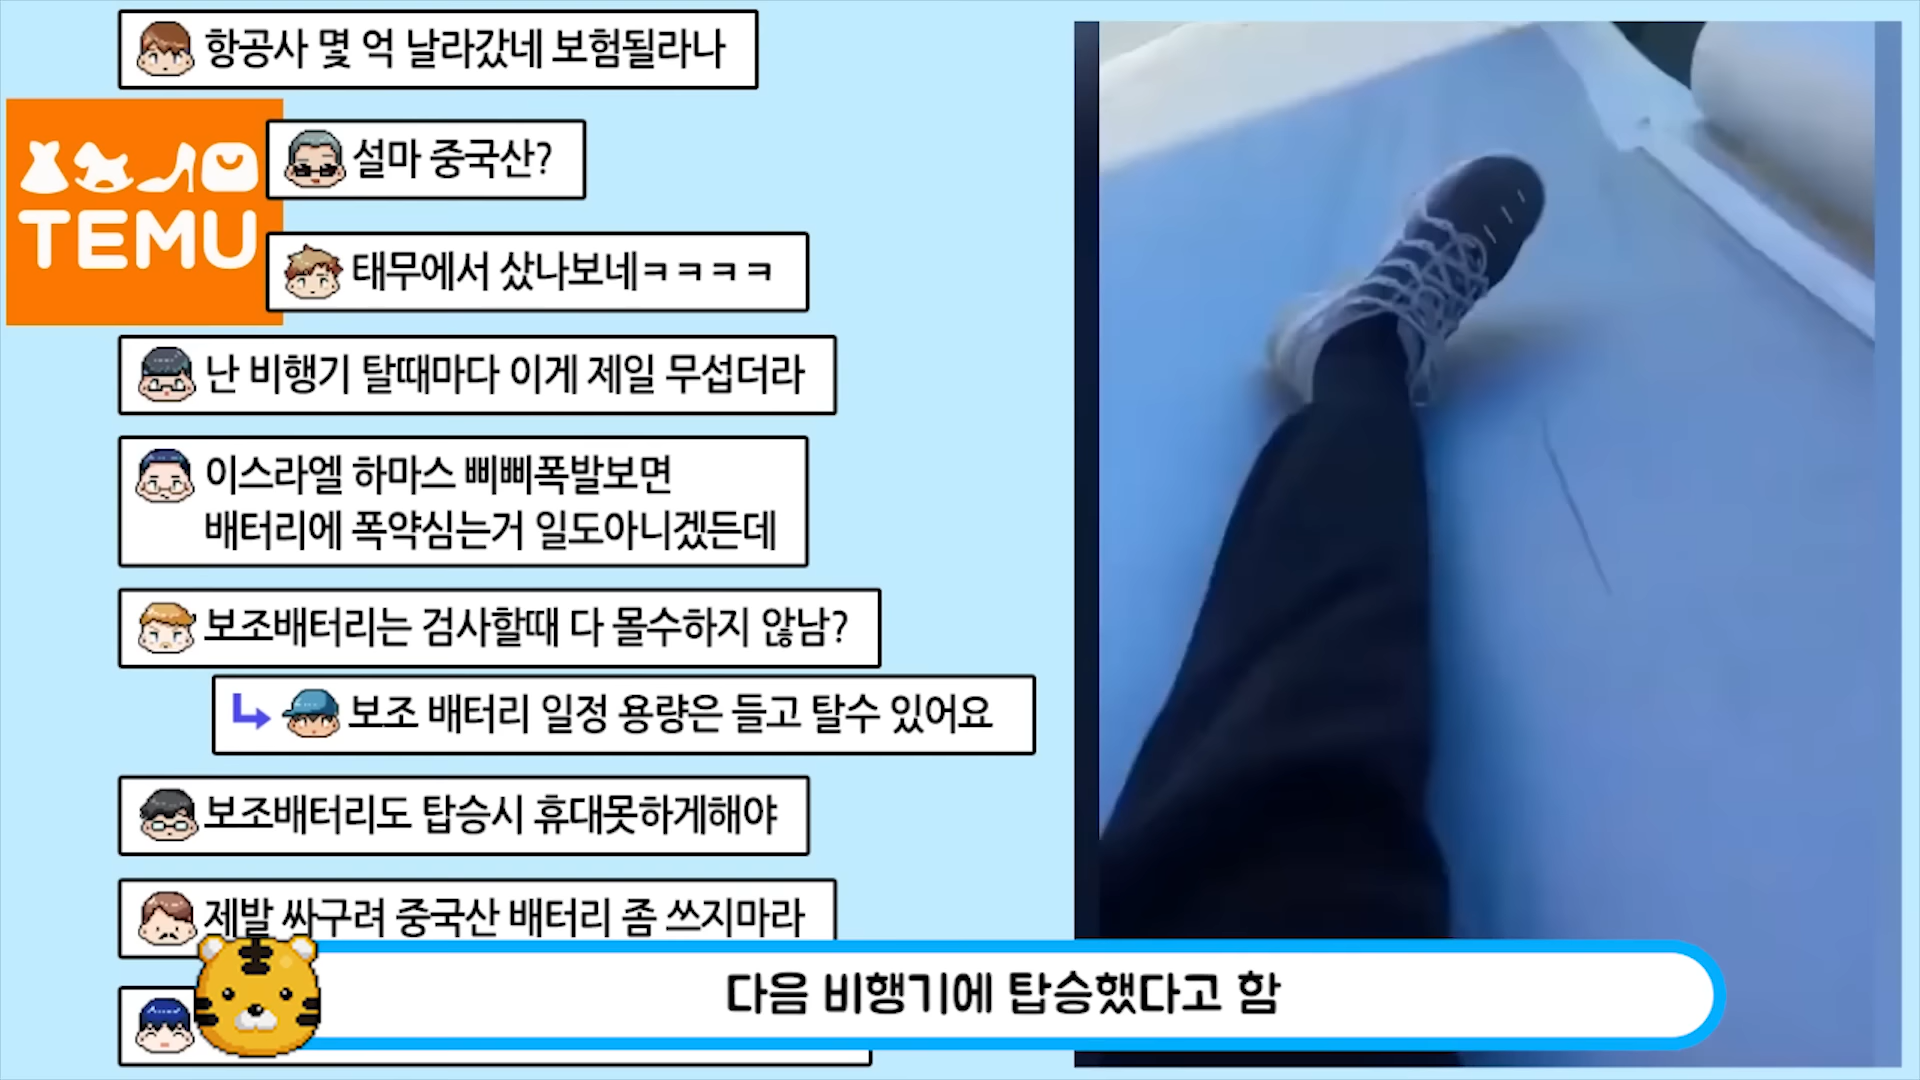 항공사 몇 억 날라갔네 보험될라나
TEMU
설마 중국산?
태무에서 샀나보네ㅋㅋㅋㅋ
난 비행기 탈때마다 이게 제일 무섭더라
이스라엘 하마스 삐삐폭발보면
배터리에 폭약심는거 일도아니겠든데
보조배터리는 검사할때 다 몰수하지 않남?
보조 배터리 일정 용량은 들고 탈수 있어요
보조배터리도 탑승시 휴대못하게해야
제발 싸구려 중국산 배터리 좀 쓰지마라
다음 비행기에 탑승했다고 함